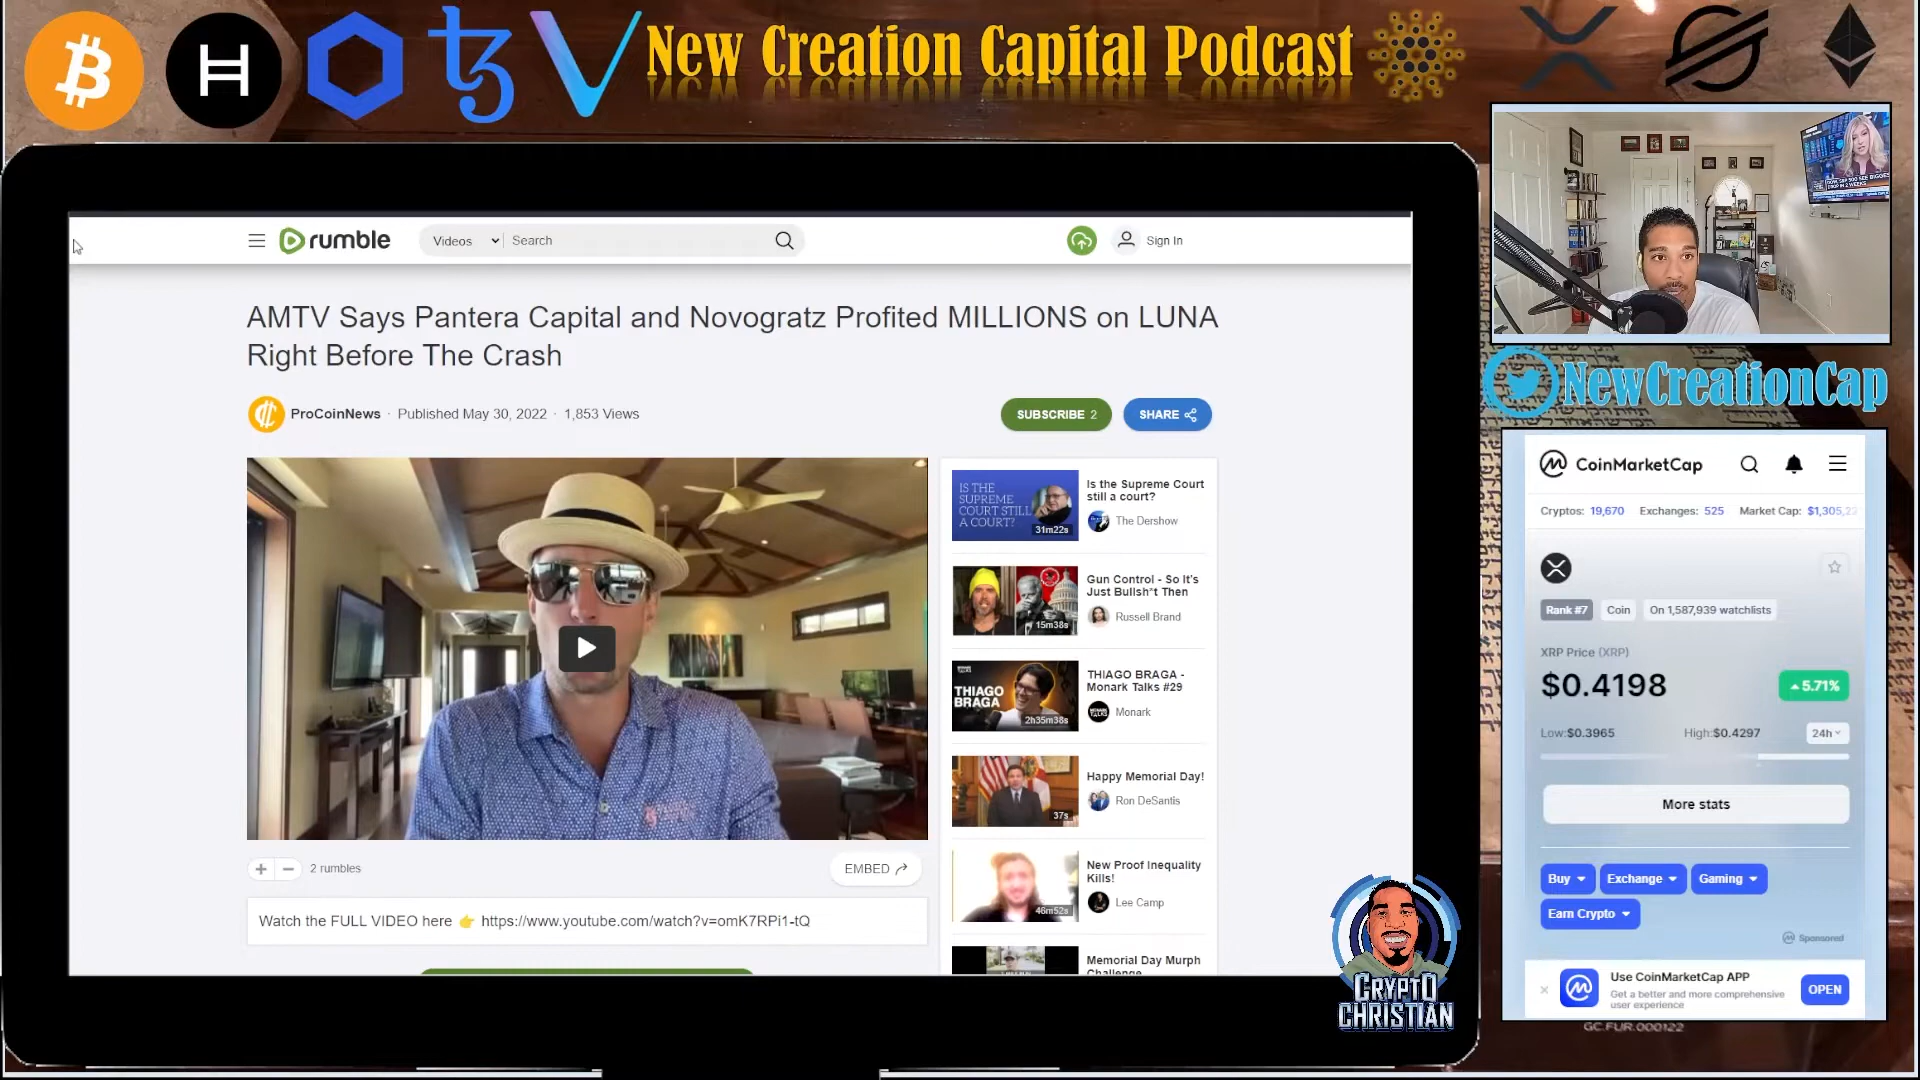 New Creation Capital Podcast
rumble
Videos
Search
Sign In
AMTV Says Pantera Capital and Novogratz Profited MILLIONS on LUNA
Right Before The Crash
ProCoinNews · Published May 30, 2022 · 1,853 Views
SUBSCRIBE 2
SHARE
IS THE
SUPREME
COURT STILL
A COURT?
31m22s
Is the Supreme Court
still a court?
The Dershow
15m38s
Gun Control - So It's
Just Bullsh*t Then
Russell Brand
THIAGO
BRAGA
2h35m38s
THIAGO BRAGA -
Monark Talks #29
Monark
37s
Happy Memorial Day!
Ron DeSantis
46m52s
New Proof Inequality
Kills!
Lee Camp
Memorial Day Murph
Challenge
2 rumbles
EMBED
Watch the FULL VIDEO here 👉 https://www.youtube.com/watch?v=omK7RPi1-tQ
CRYPTO
CHRISTIAN
NewCreationCap
CoinMarketCap
Cryptos: 19,670 Exchanges: 525 Market Cap: $1,305,2
Rank #7
Coin
On 1,587,939 watchlists
XRP Price (XRP)
$0.4198
5.71%
Low:$0.3965
High:$0.4297
24h
More stats
Buy
Exchange
Gaming
Earn Crypto
Sponsored
Use CoinMarketCap APP
Get a better and more comprehensive
user experience
OPEN
GC.FUR.000122